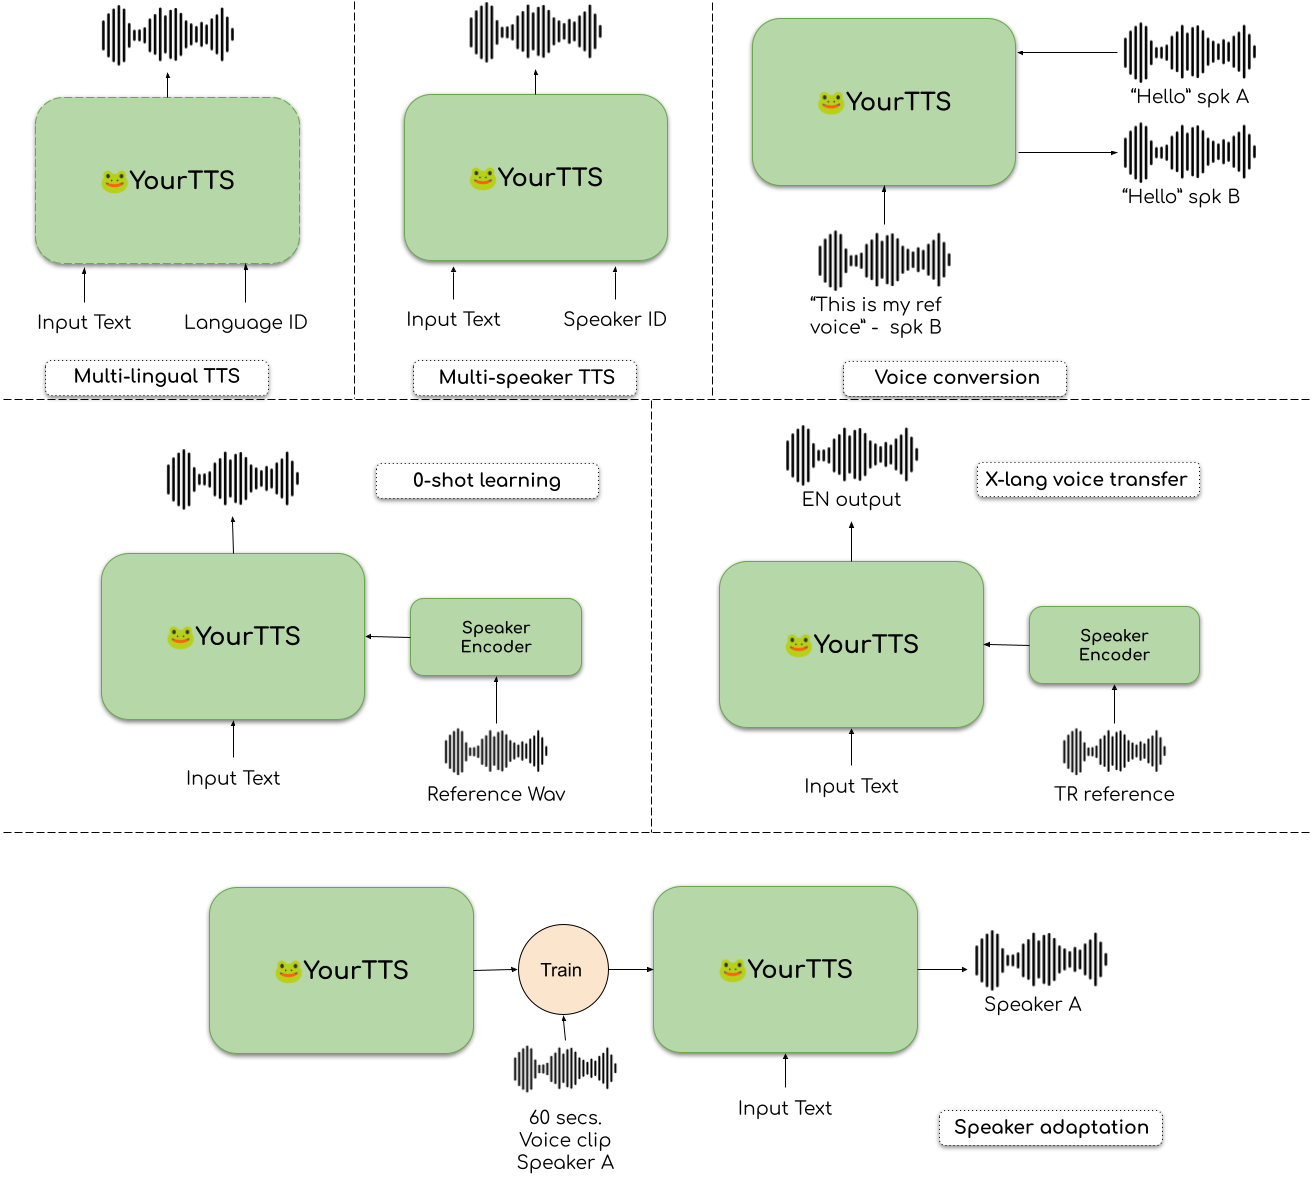 🐸YourTTS
Input Text
Language ID
Multi-lingual TTS
🐸YourTTS
Input Text
Speaker ID
Multi-speaker TTS
🐸YourTTS
“Hello” spk A
“Hello” spk B
“This is my ref
voice” - spk B
Voice conversion
0-shot learning
🐸YourTTS
Speaker
Encoder
Input Text
Reference Wav
EN output
X-lang voice transfer
🐸YourTTS
Speaker
Encoder
Input Text
TR reference
🐸YourTTS
Train
🐸YourTTS
Speaker A
60 secs.
Voice clip
Speaker A
Input Text
Speaker adaptation